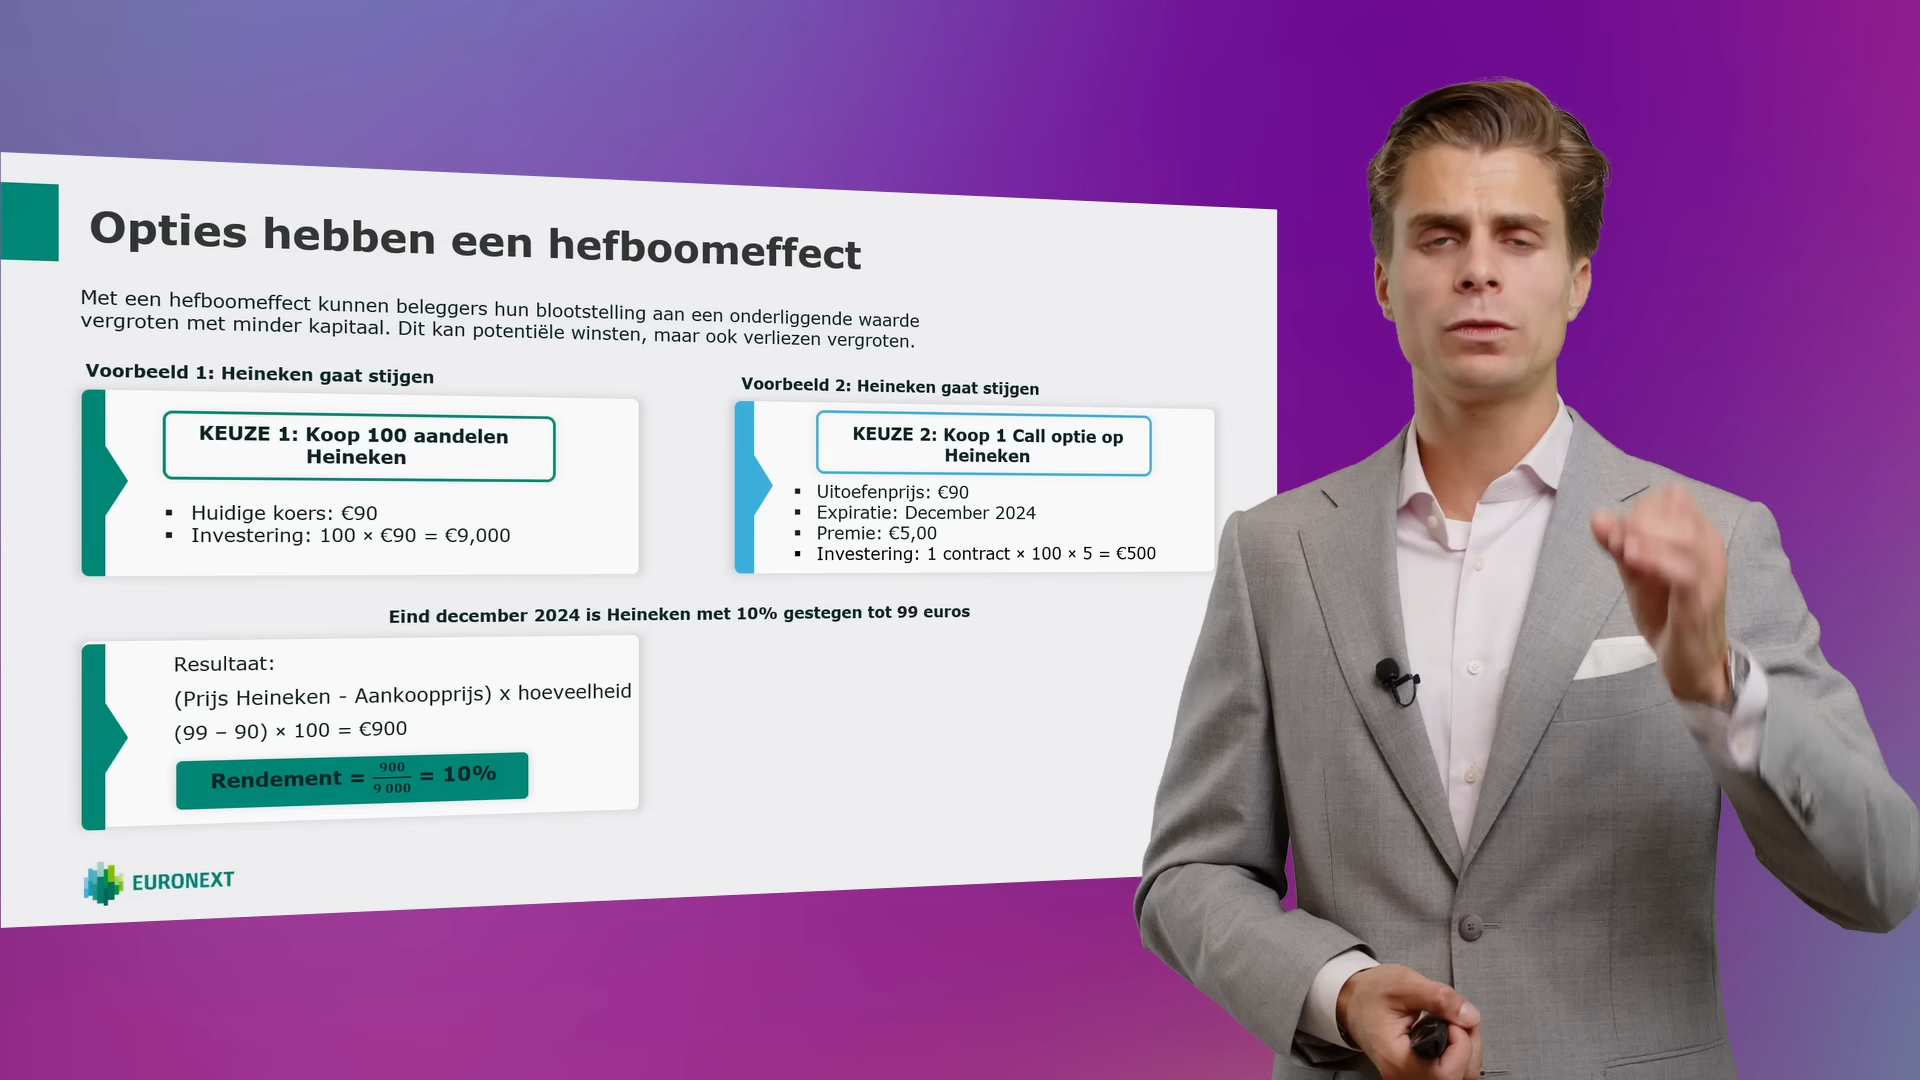 Opties hebben een hefboomeffect
Met een hefboomeffect kunnen beleggers hun blootstelling aan een onderliggende waarde
vergroten met minder kapitaal. Dit kan potentiële winsten, maar ook verliezen vergroten.
Voorbeeld 1: Heineken gaat stijgen
KEUZE 1: Koop 100 aandelen
Heineken
▪ Huidige koers: €90
▪ Investering: 100 × €90 = €9,000
Voorbeeld 2: Heineken gaat stijgen
KEUZE 2: Koop 1 Call optie op
Heineken
▪ Uitoefenprijs: €90
▪ Expiratie: December 2024
▪ Premie: €5,00
▪ Investering: 1 contract × 100 × 5 = €500
Eind december 2024 is Heineken met 10% gestegen tot 99 euros
Resultaat:
(Prijs Heineken - Aankoopprijs) x hoeveelheid
(99 – 90) × 100 = €900
Rendement = 900/9 000 = 10%
EURONEXT